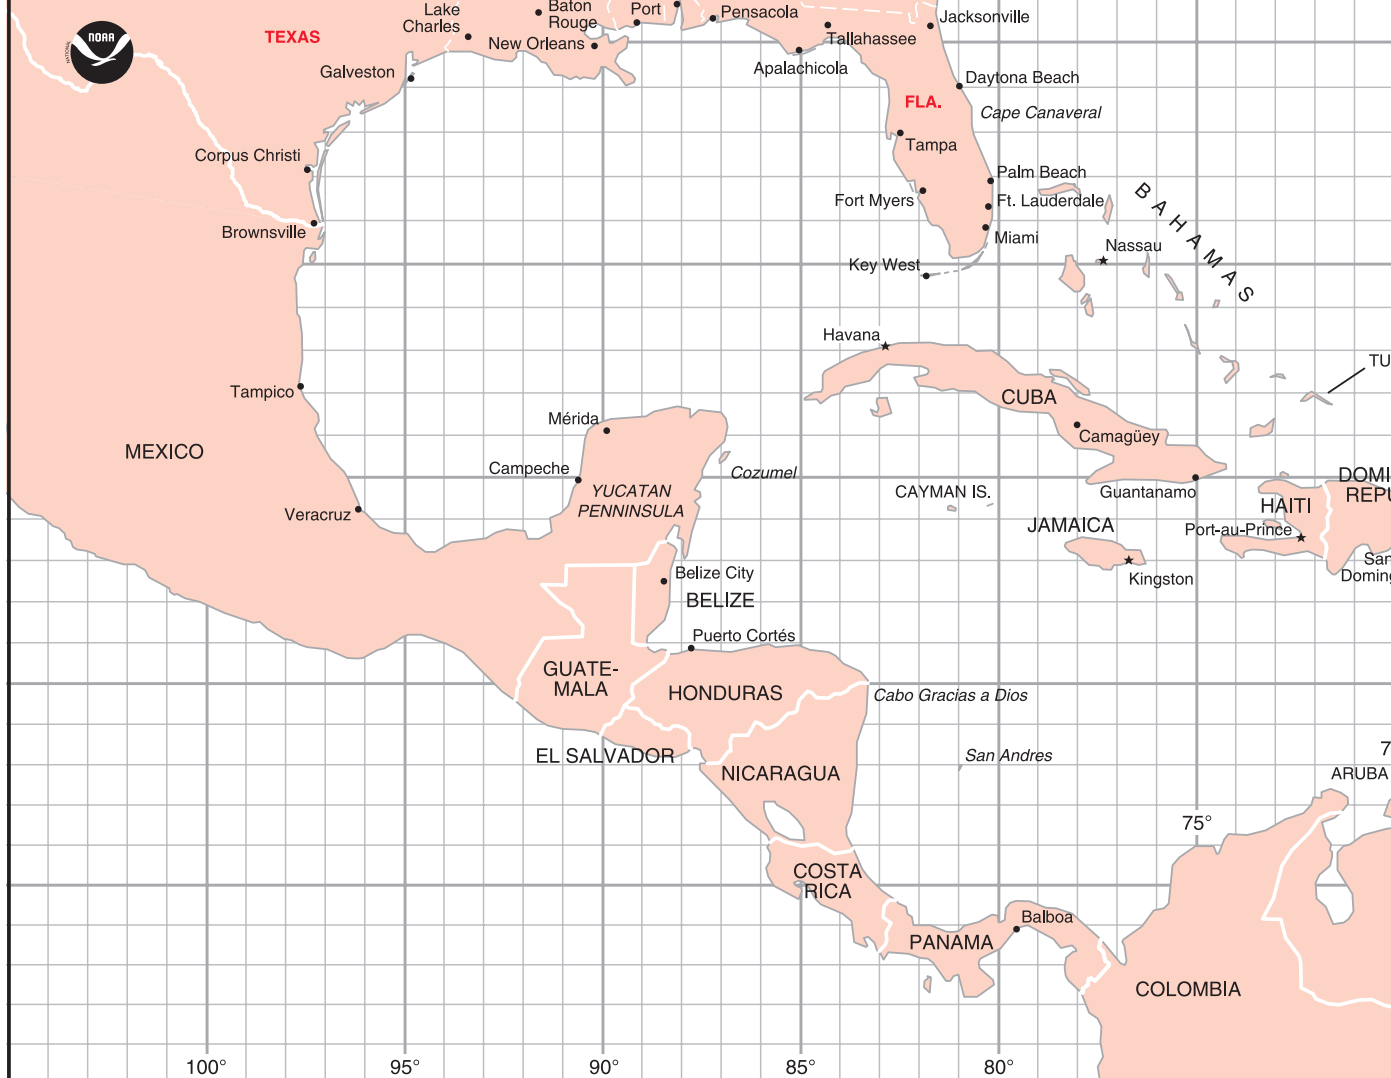 Lake
Charles
Baton
Rouge
Port
Pensacola
Jacksonville
NOAA
NATIONAL
TEXAS
New Orleans
Tallahassee
Galveston
Apalachicola
Daytona Beach
FLA.
Cape Canaveral
Tampa
Corpus Christi
Palm Beach
Fort Myers
Ft. Lauderdale
BAHAMAS
Brownsville
Miami
Nassau
Key West
Havana
TU
Tampico
CUBA
Mérida
Camagüey
MEXICO
Campeche
Cozumel
YUCATAN
PENNINSULA
CAYMAN IS.
Guantanamo
DOMI
REPU
HAITI
Veracruz
JAMAICA
Port-au-Prince
San
Doming
Kingston
Belize City
BELIZE
Puerto Cortés
GUATE-
MALA
HONDURAS
Cabo Gracias a Dios
EL SALVADOR
San Andres
7
NICARAGUA
ARUBA
75°
COSTA
RICA
Balboa
PANAMA
COLOMBIA
100°
95°
90°
85°
80°